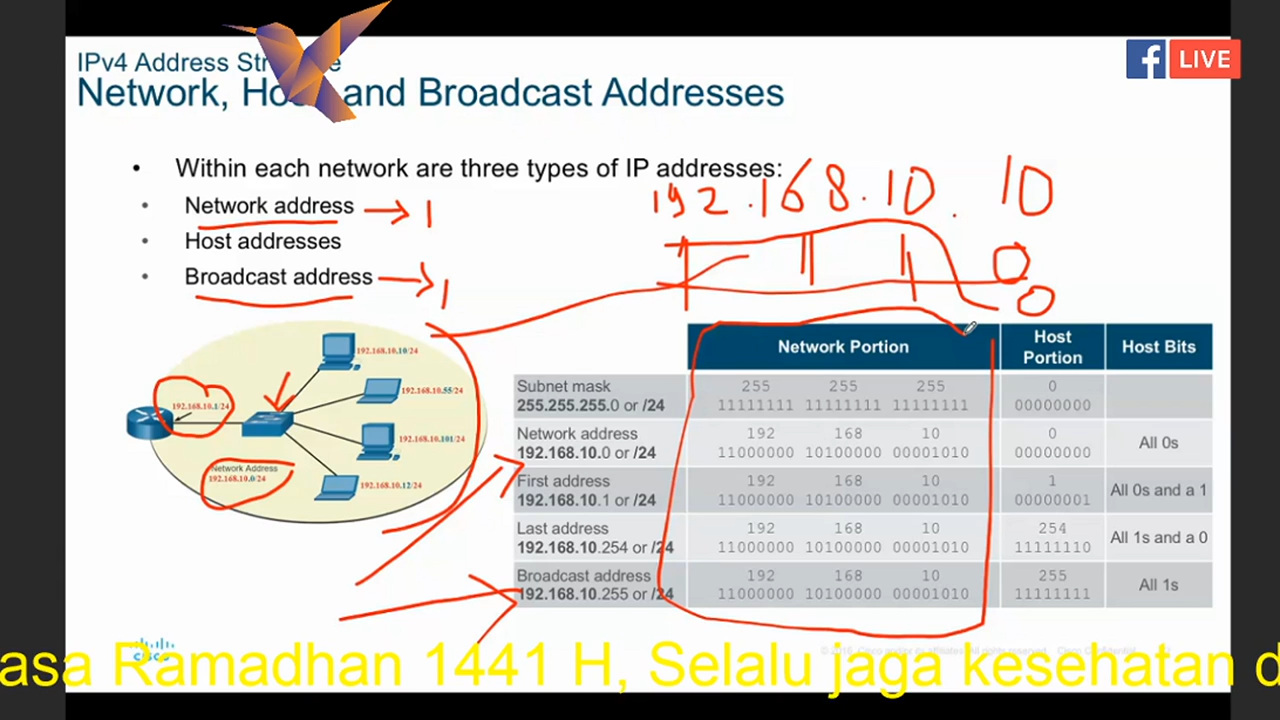 LIVE
IPv4 Address
Network, and Broadcast Addresses
• Within each network are three types of IP addresses:
• Network address → 1
• Host addresses
• Broadcast address → 1
192.168.10. 10
0
0
192.168.10.10/24
192.168.10.55/24
192.168.10.1/24
192.168.10.101/24
192.168.10.12/24
Network Address
192.168.10.0/24
Network Portion Host Portion Host Bits
Subnet mask 255 255 255 0
255.255.255.0 or /24 11111111 11111111 11111111 00000000
Network address 192 168 10 0
192.168.10.0 or /24 11000000 10100000 00001010 00000000 All 0s
First address 192 168 10 1
192.168.10.1 or /24 11000000 10100000 00001010 00000001 All 0s and a 1
Last address 192 168 10 254
192.168.10.254 or /24 11000000 10100000 00001010 11111110 All 1s and a 0
Broadcast address 192 168 10 255
192.168.10.255 or /24 11000000 10100000 00001010 11111111 All 1s
asa Ramadhan 1441 H, Selalu jaga kesehatan d